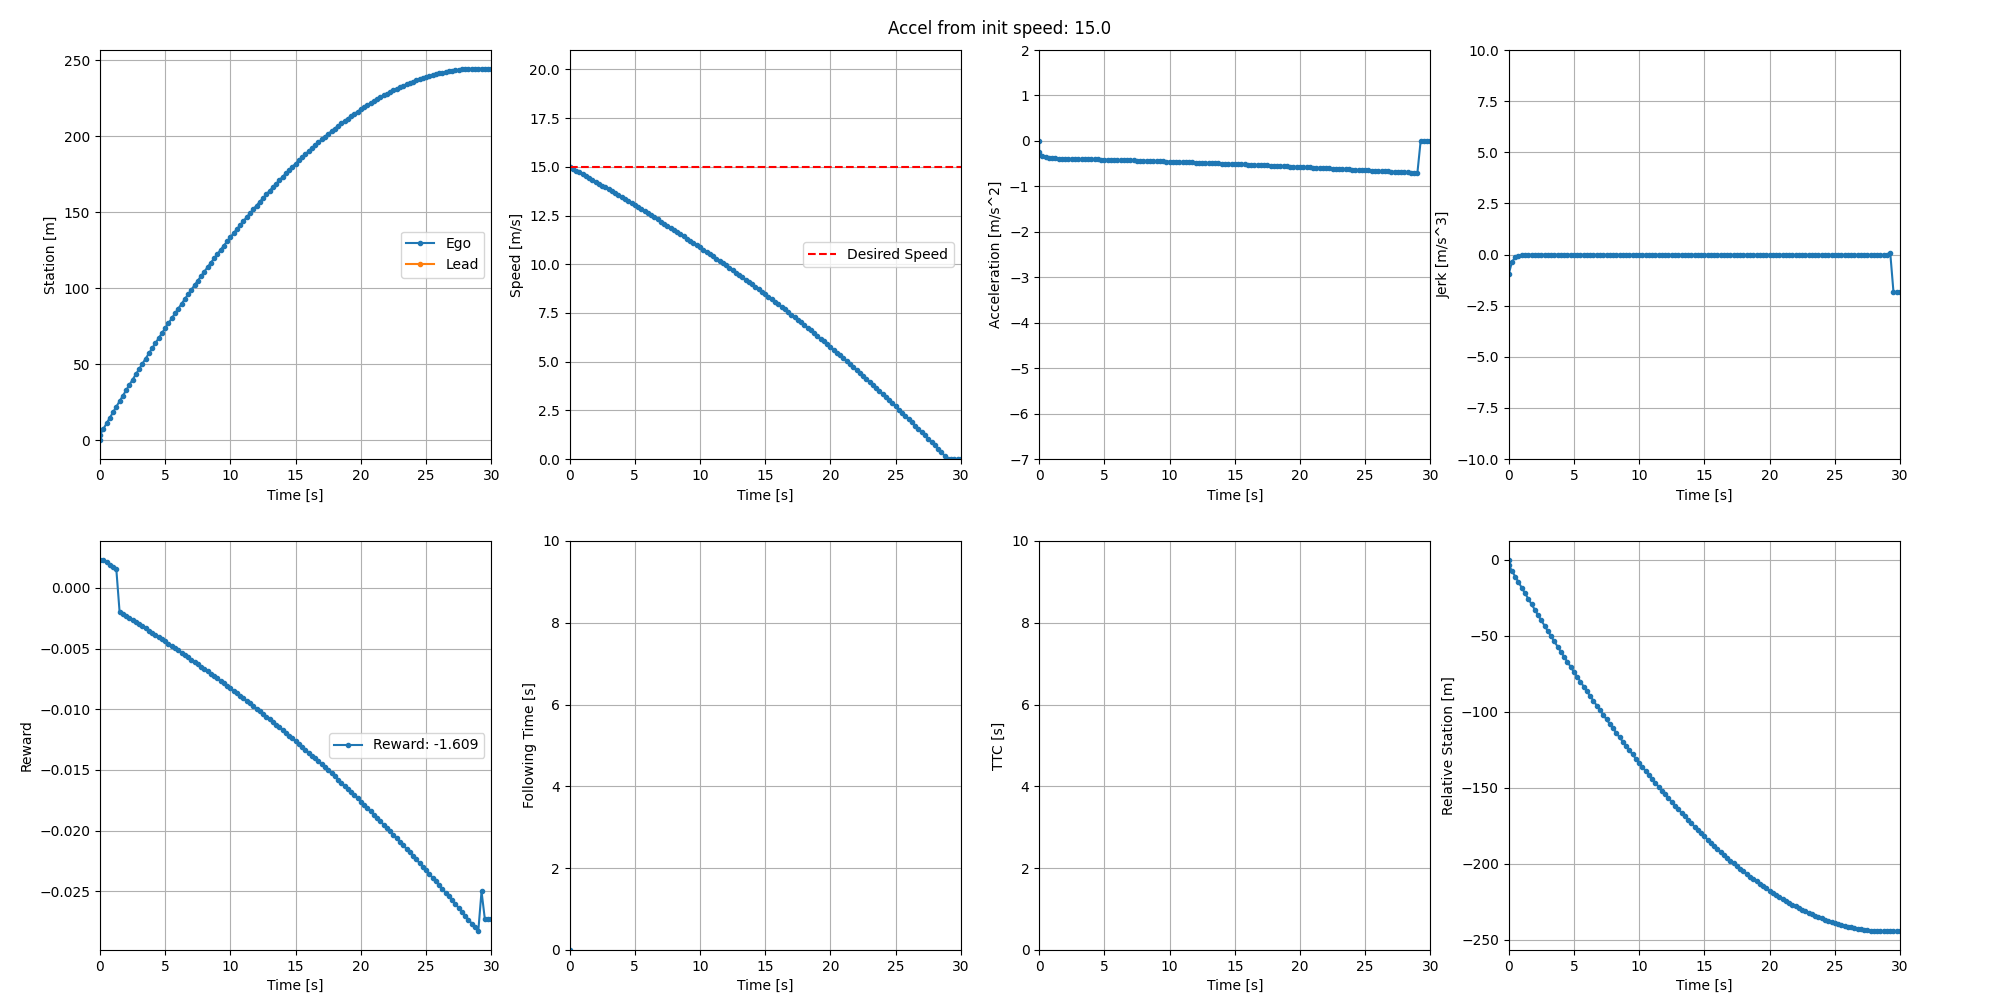 Accel from init speed: 15.0
250
200
150
100
50
0
Station [m]
Ego
Lead
0 5 10 15 20 25 30
Time [s]
20.0
17.5
15.0
12.5
10.0
7.5
5.0
2.5
0.0
Speed [m/s]
Desired Speed
0 5 10 15 20 25 30
Time [s]
2
1
0
−1
−2
−3
−4
−5
−6
−7
Acceleration [m/s^2]
0 5 10 15 20 25 30
Time [s]
10.0
7.5
5.0
2.5
0.0
−2.5
−5.0
−7.5
−10.0
Jerk [m/s^3]
0 5 10 15 20 25 30
Time [s]
0.000
−0.005
−0.010
−0.015
−0.020
−0.025
Reward
Reward: -1.609
0 5 10 15 20 25 30
Time [s]
10
8
6
4
2
0
Following Time [s]
0 5 10 15 20 25 30
Time [s]
10
8
6
4
2
0
TTC [s]
0 5 10 15 20 25 30
Time [s]
0
−50
−100
−150
−200
−250
Relative Station [m]
0 5 10 15 20 25 30
Time [s]